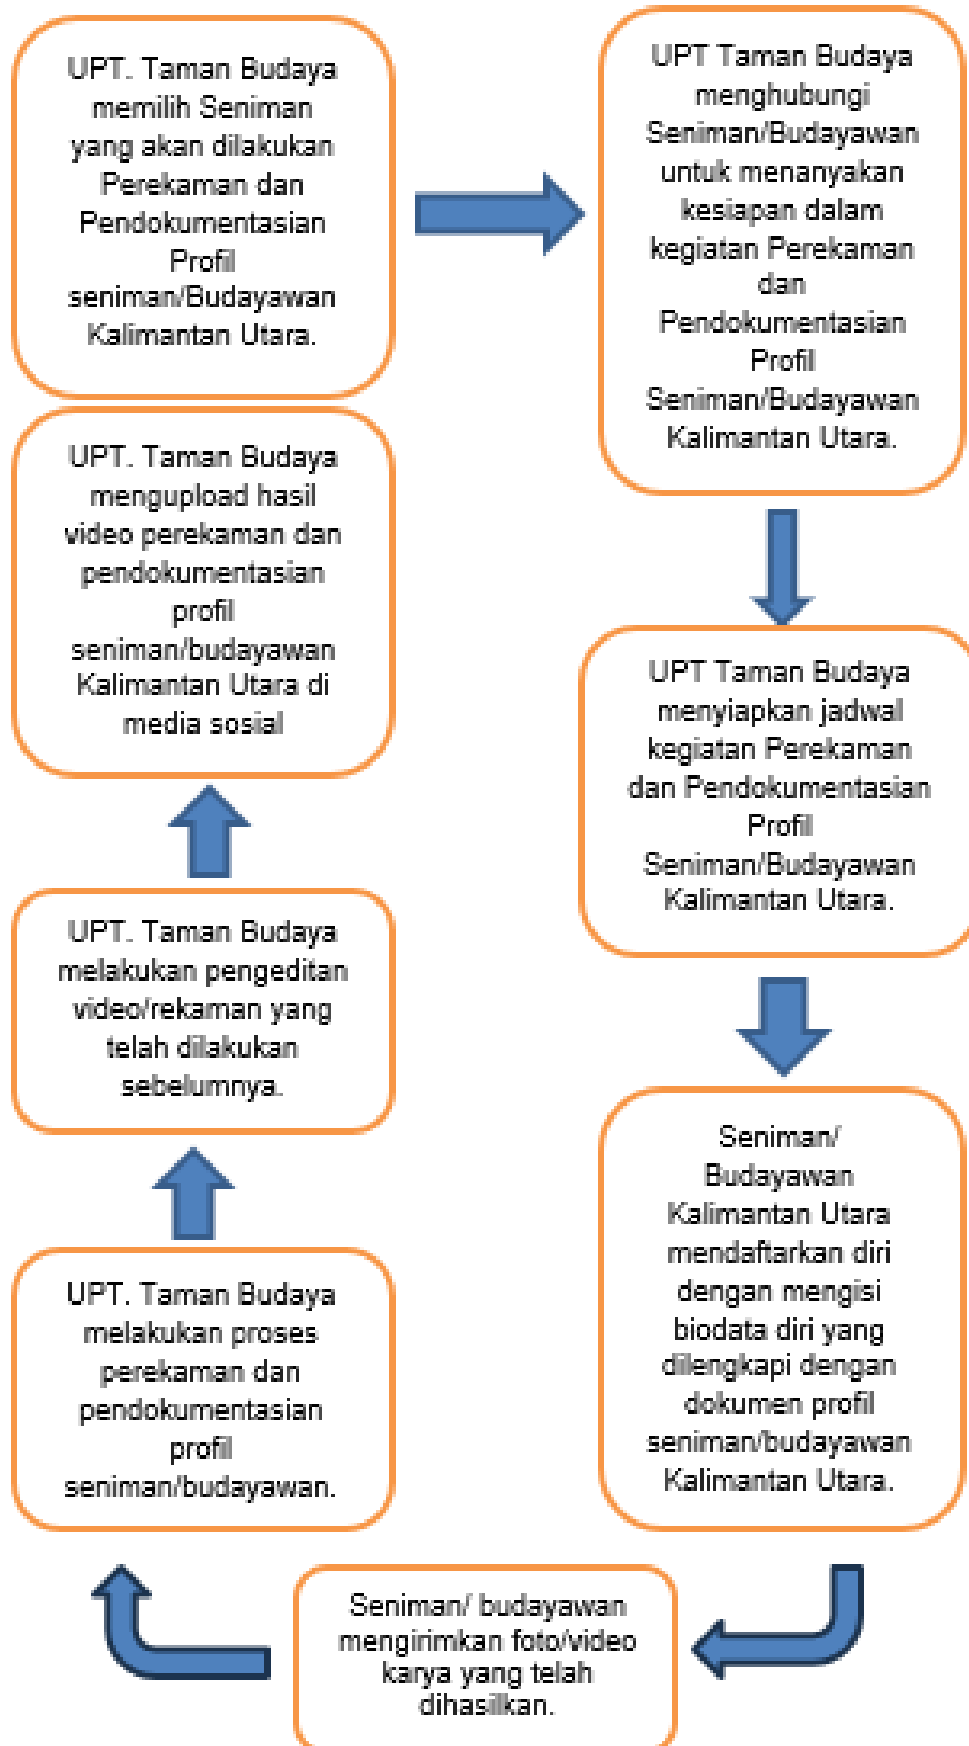 UPT. Taman Budaya
memilih Seniman
yang akan dilakukan
Perekaman dan
Pendokumentasian
Profil
seniman/Budayawan
Kalimantan Utara.
UPT Taman Budaya
menghubungi
Seniman/Budayawan
untuk menanyakan
kesiapan dalam
kegiatan Perekaman
dan
Pendokumentasian
Profil
Seniman/Budayawan
Kalimantan Utara.
UPT Taman Budaya
menyiapkan jadwal
kegiatan Perekaman
dan Pendokumentasian
Profil
Seniman/Budayawan
Kalimantan Utara.
Seniman/
Budayawan
Kalimantan Utara
mendaftarkan diri
dengan mengisi
biodata diri yang
dilengkapi dengan
dokumen profil
seniman/budayawan
Kalimantan Utara.
Seniman/ budayawan
mengirimkan foto/video
karya yang telah
dihasilkan.
UPT. Taman Budaya
melakukan proses
perekaman dan
pendokumentasian
profil
seniman/budayawan.
UPT. Taman Budaya
melakukan pengeditan
video/rekaman yang
telah dilakukan
sebelumnya.
UPT. Taman Budaya
mengupload hasil
video perekaman dan
pendokumentasian
profil
seniman/budayawan
Kalimantan Utara di
media sosial